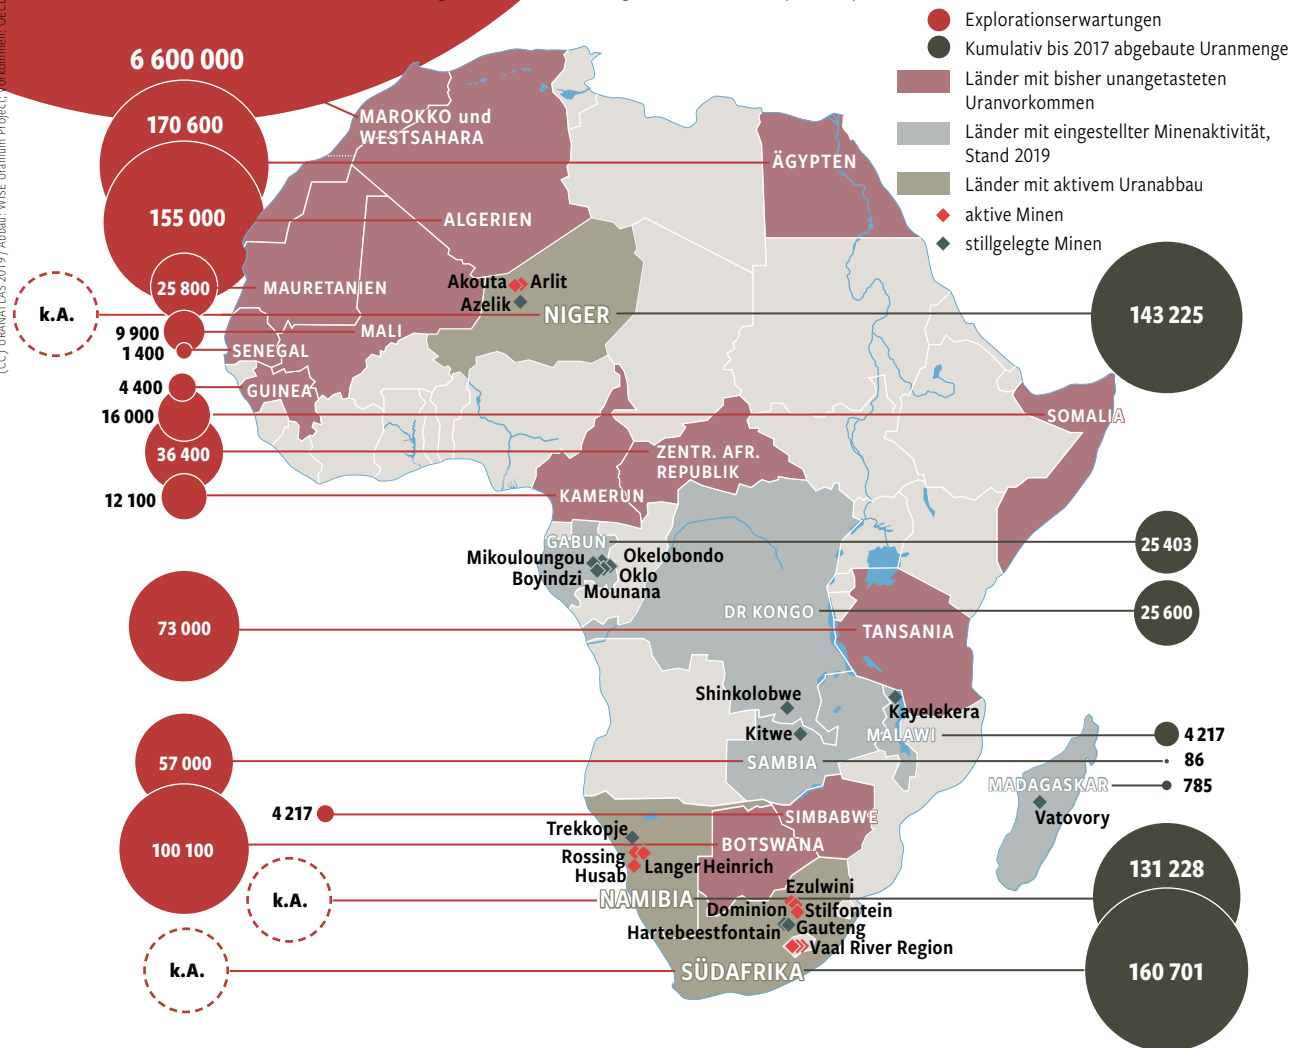 Explorationserwartungen
Kumulativ bis 2017 abgebaute Uranmenge
Länder mit bisher unangetasteten
Uranvorkommen
Länder mit eingestellter Minenaktivität,
Stand 2019
Länder mit aktivem Uranabbau
aktive Minen
stillgelegte Minen
6 600 000
170 600
155 000
25 800
k.A.
9 900
1 400
4 400
16 000
36 400
12 100
73 000
57 000
4 217
100 100
k.A.
k.A.
MAROKKO und
WESTSAHARA
ÄGYPTEN
ALGERIEN
MAURETANIEN
Akouta
Arlit
Azelik
NIGER
MALI
SENEGAL
GUINEA
SOMALIA
ZENTR. AFR.
REPUBLIK
KAMERUN
GABUN
Mikouloungou
Okelobondo
Boyindzi
Oklo
Mounana
DR KONGO
TANSANIA
Shinkolobwe
Kayelekera
Kitwe
MALAWI
SAMBIA
MADAGASKAR
Vatovory
SIMBABWE
Trekkopje
BOTSWANA
Rossing
Langer Heinrich
Husab
Ezulwini
NAMIBIA
Dominion
Stilfontein
Hartebeestfontain
Gauteng
Vaal River Region
SÜDAFRIKA
143 225
25 403
25 600
4 217
86
785
131 228
160 701